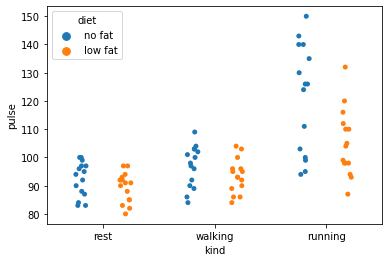 diet
no fat
low fat
150
140
130
120
110
100
90
80
pulse
rest walking running
kind